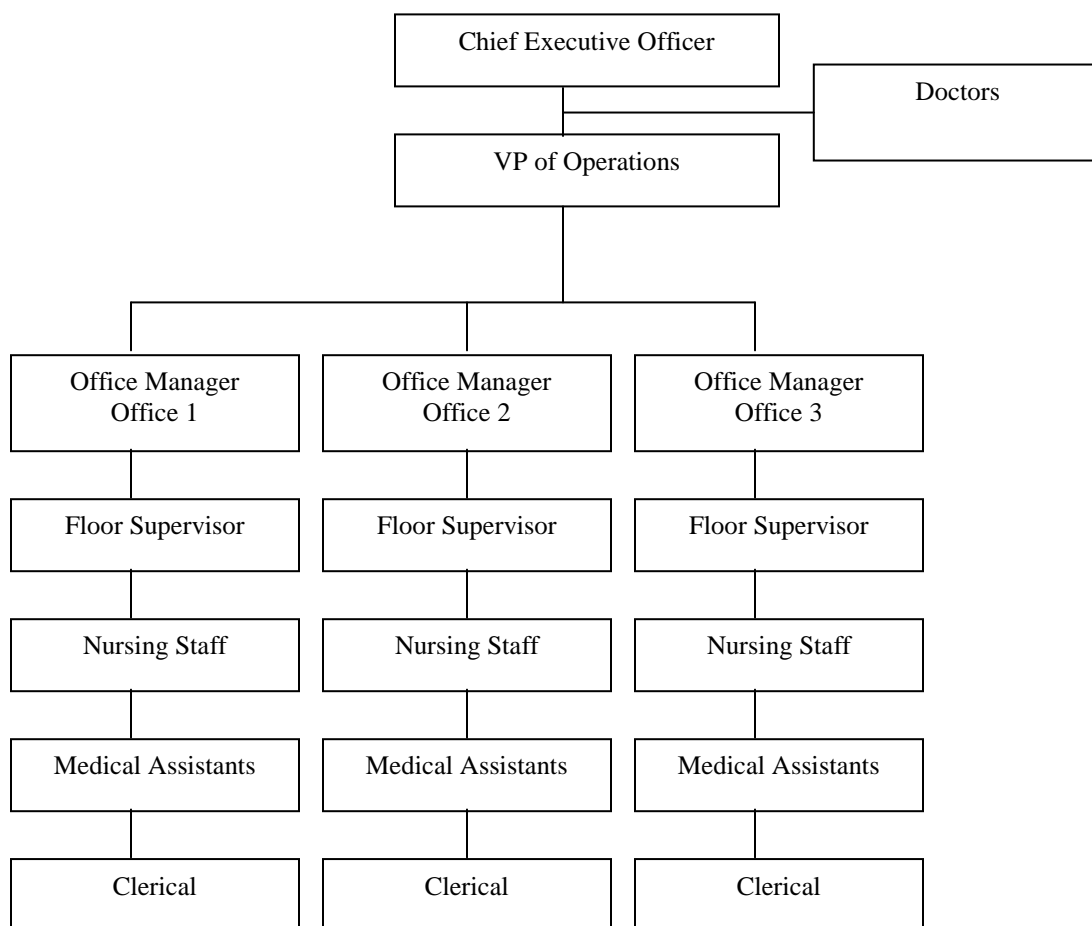 Chief Executive Officer
Doctors
VP of Operations
Office Manager
Office 1
Office Manager
Office 2
Office Manager
Office 3
Floor Supervisor
Floor Supervisor
Floor Supervisor
Nursing Staff
Nursing Staff
Nursing Staff
Medical Assistants
Medical Assistants
Medical Assistants
Clerical
Clerical
Clerical